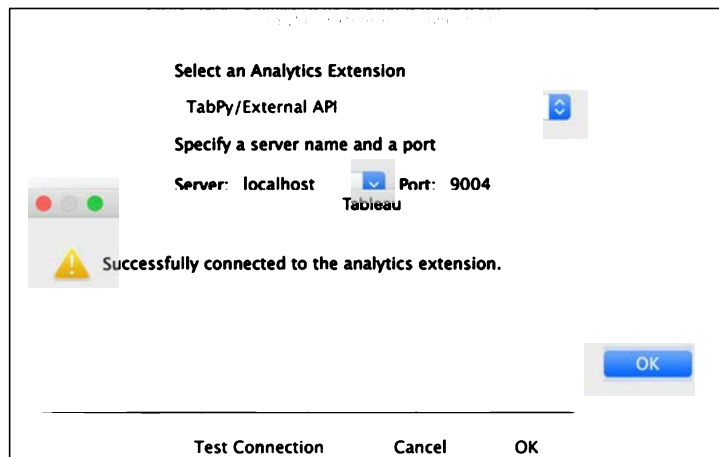 Select an Analytics Extension
TabPy/External API
Specify a server name and a port
Server: localhost Port: 9004
Tableau
Successfully connected to the analytics extension.
OK
Test Connection Cancel OK